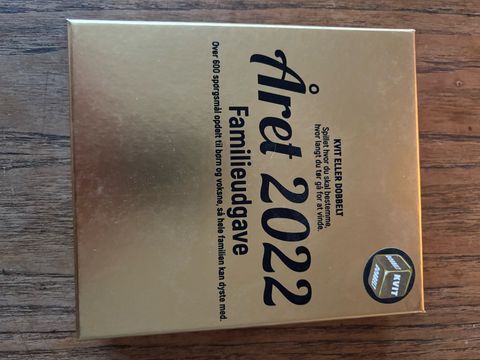 KVIT ELLER DOBBELT
Spillet hvor du skal bestemme,
hvor langt du tør gå for at vinde.
Året 2022
Familieudgave
Over 600 spørgsmål opdelt til børn og voksne, så hele familien kan dyste med.
KVIT